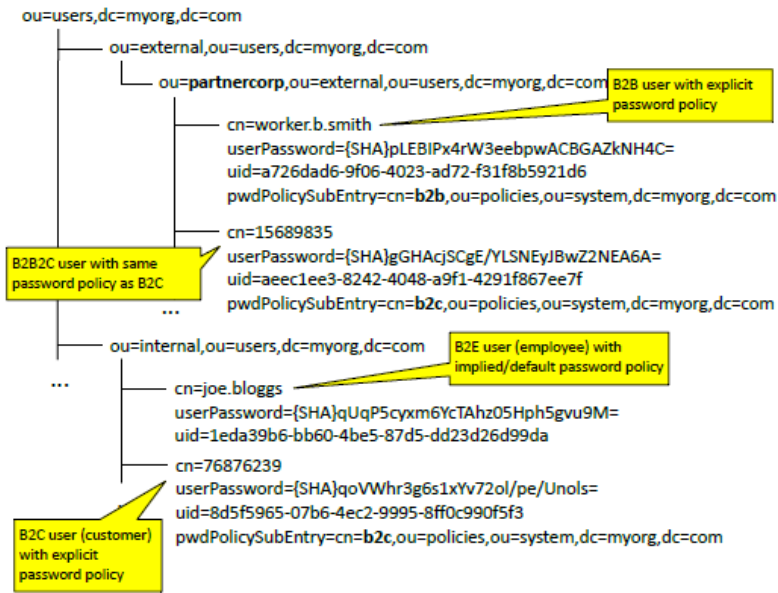 ou=users,dc=myorg,dc=com
ou=external,ou=users,dc=myorg,dc=com
ou=partnercorp,ou=external,ou=users,dc=myorg,dc=com
B2B user with explicit
password policy
cn=worker.b.smith
userPassword={SHA}pLEBIPx4rW3eebpwACBGAZkNH4C=
uid=a726dad6-9f06-4023-ad72-f31f8b5921d6
pwdPolicySubEntry=cn=b2b,ou=policies,ou=system,dc=myorg,dc=com
cn=15689835
userPassword={SHA}gGHAcjSCgE/YLSNEyJBwZ2NEA6A=
uid=aeec1ee3-8242-4048-a9f1-4291f867ee7f
pwdPolicySubEntry=cn=b2c,ou=policies,ou=system,dc=myorg,dc=com
B2B2C user with same
password policy as B2C
...
ou=internal,ou=users,dc=myorg,dc=com
B2E user (employee) with
implied/default password policy
...
cn=joe.bloggs
userPassword={SHA}qUqP5cyxm6YcTAhz05Hph5gvu9M=
uid=1eda39b6-bb60-4be5-87d5-dd23d26d99da
cn=76876239
userPassword={SHA}qoVWhr3g6s1xYv72ol/pe/Unols=
uid=8d5f5965-07b6-4ec2-9995-8ff0c990f5f3
pwdPolicySubEntry=cn=b2c,ou=policies,ou=system,dc=myorg,dc=com
B2C user (customer)
with explicit
password policy